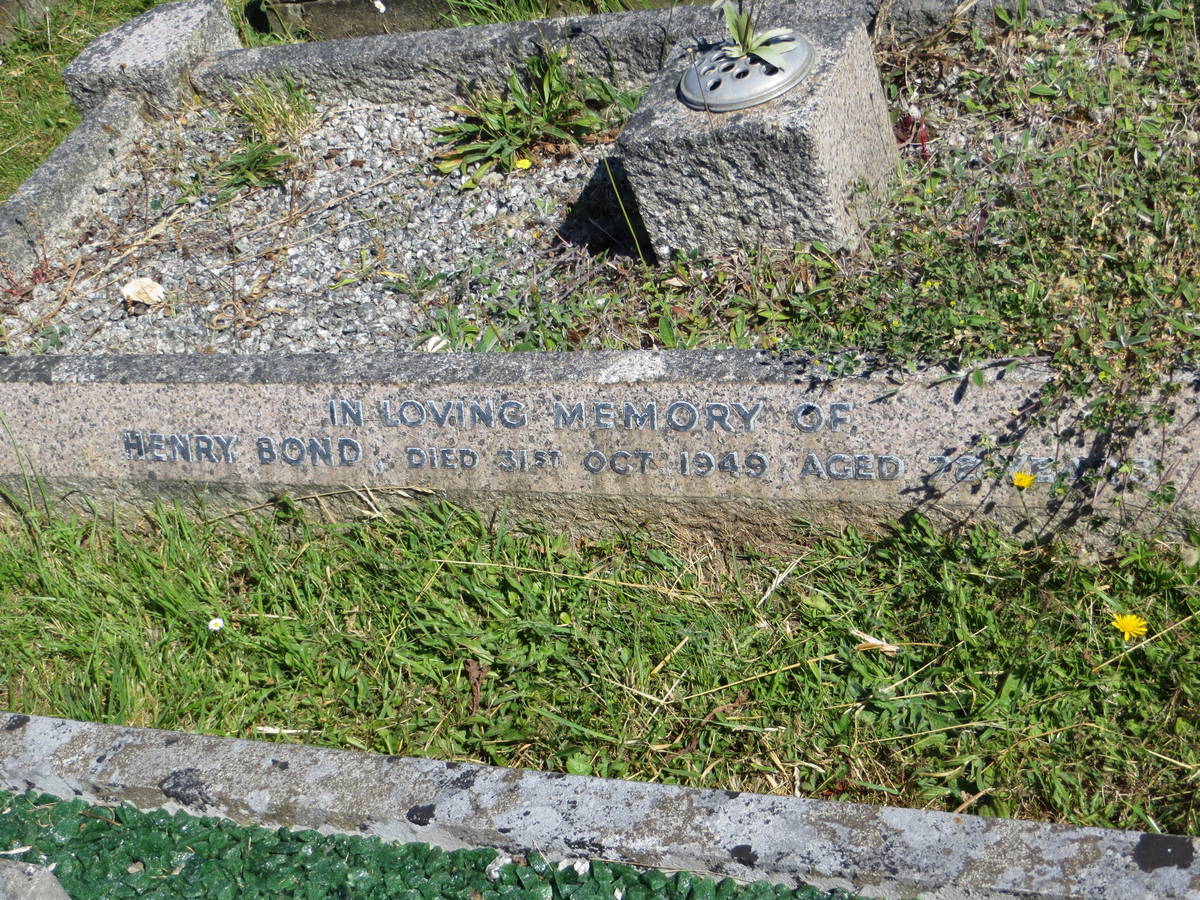 IN LOVING MEMORY OF,
HENRY BOND, DIED 31ST OCT 1949, AGED YEARS